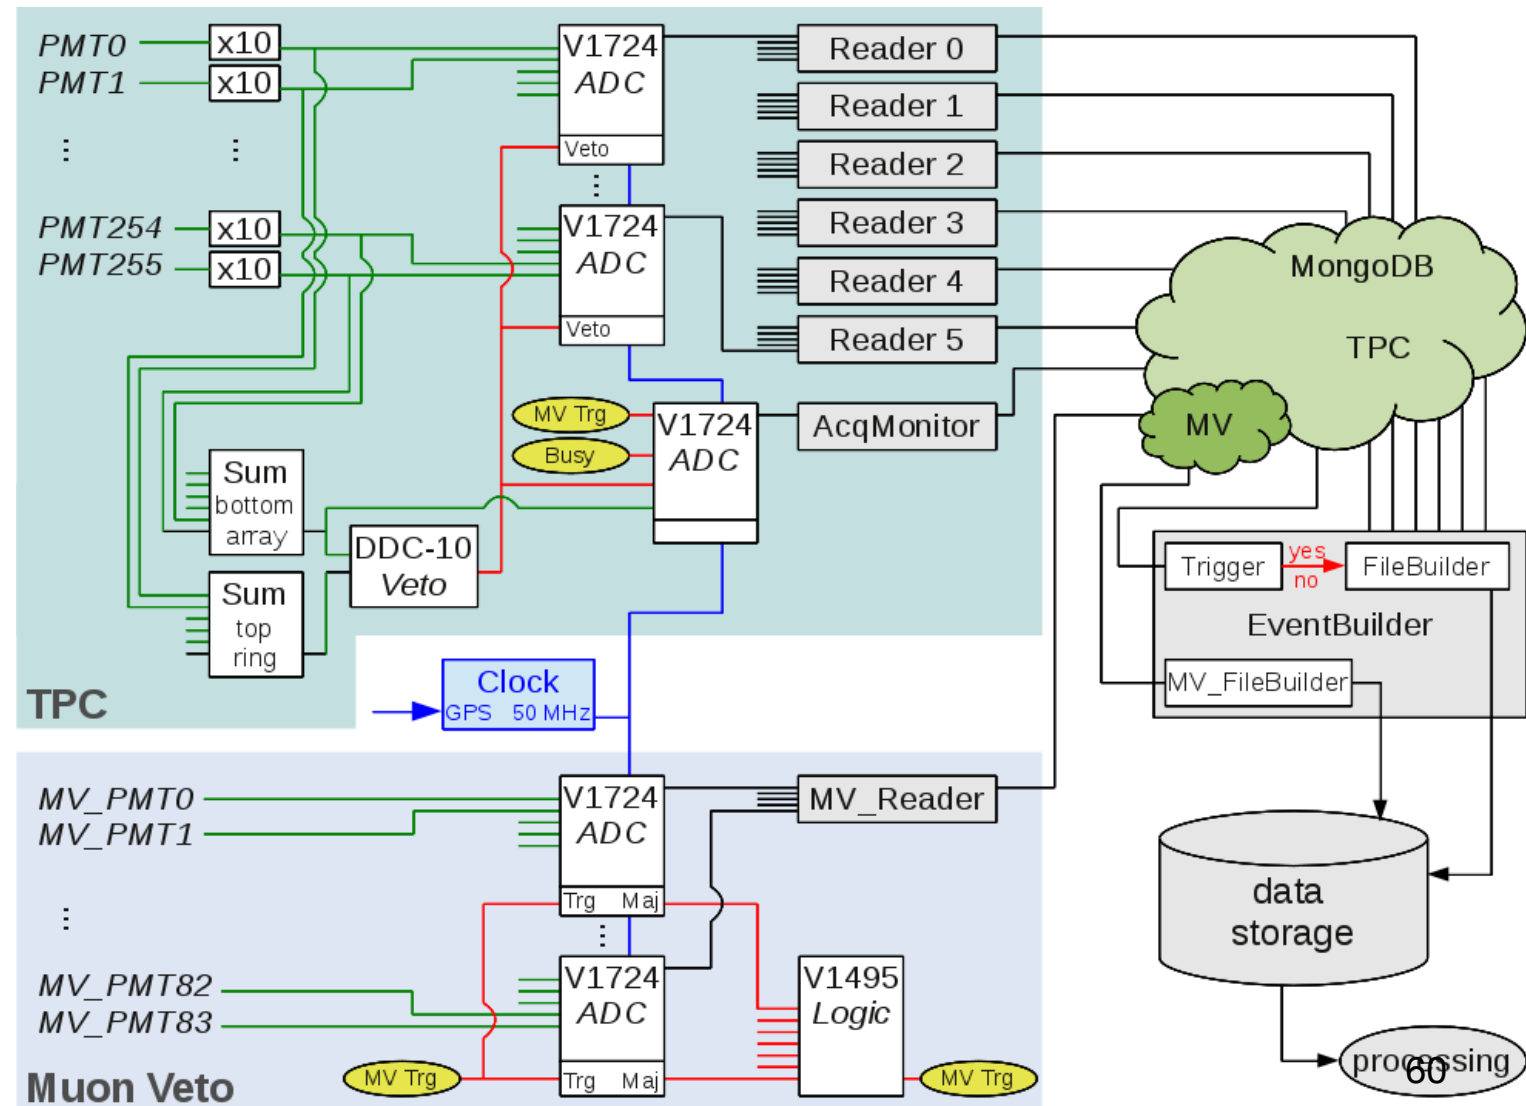 PMT0
x10
PMT1
x10
PMT254
x10
PMT255
x10
V1724
ADC
Veto
V1724
ADC
Veto
MV Trg
Busy
V1724
ADC
Sum
bottom
array
Sum
top
ring
DDC-10
Veto
TPC
Reader 0
Reader 1
Reader 2
Reader 3
Reader 4
Reader 5
AcqMonitor
MongoDB
TPC
MV
Trigger
yes
no
FileBuilder
EventBuilder
MV_FileBuilder
Clock
GPS 50 MHz
MV_PMT0
MV_PMT1
MV_PMT82
MV_PMT83
V1724
ADC
Trg Maj
V1724
ADC
Trg Maj
MV_Reader
V1495
Logic
MV Trg
MV Trg
Muon Veto
data
storage
processing
60